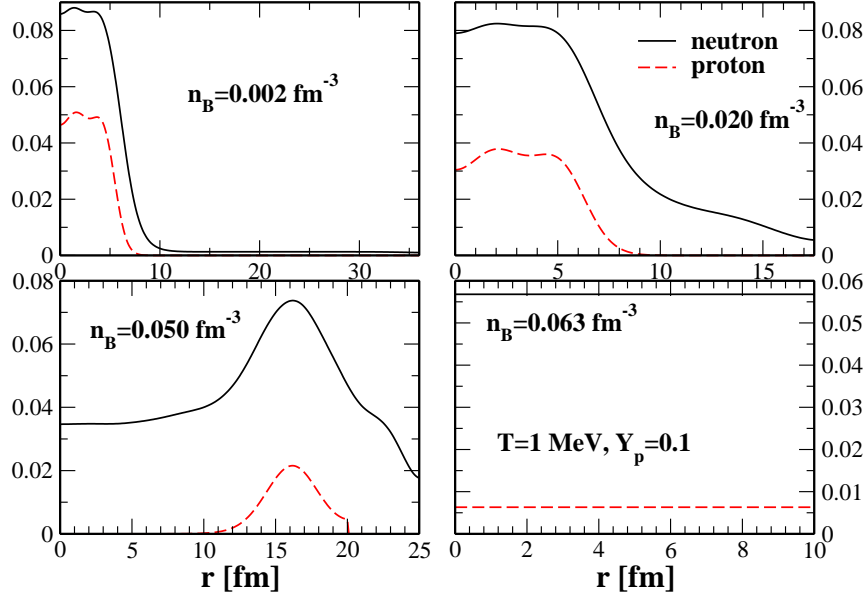 0.08
0.06
0.04
0.02
0
n_B=0.002 fm^-3
0 10 20 30
neutron
proton
n_B=0.020 fm^-3
0.08
0.06
0.04
0.02
0
0 5 10 15
0.08
0.06
0.04
0.02
0
n_B=0.050 fm^-3
0 5 10 15 20 25
r [fm]
n_B=0.063 fm^-3
T=1 MeV, Y_p=0.1
0.06
0.05
0.04
0.03
0.02
0.01
0
0 2 4 6 8 10
r [fm]